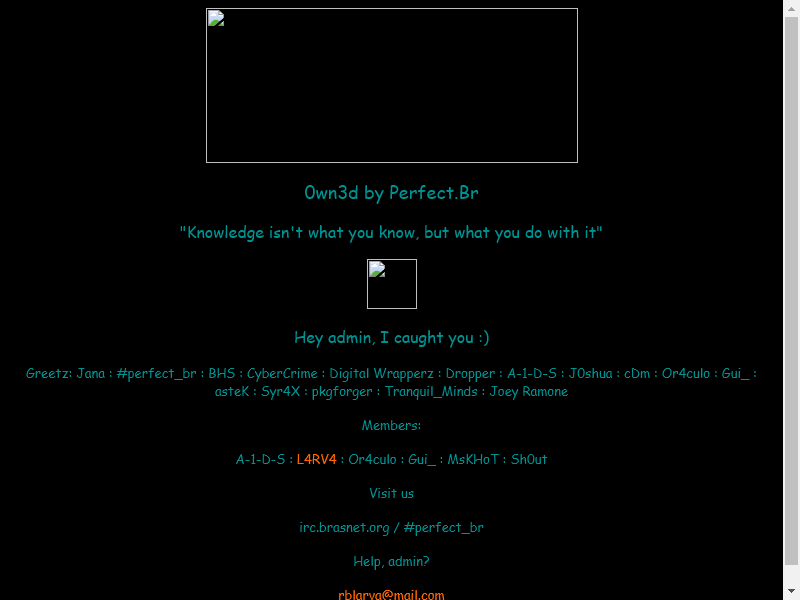 0wn3d by Perfect.Br
"Knowledge isn't what you know, but what you do with it"
Hey admin, I caught you :)
Greetz: Jana : #perfect_br : BHS : CyberCrime : Digital Wrapperz : Dropper : A-1-D-S : J0shua : cDm : Or4culo : Gui_ :
asteK : Syr4X : pkgforger : Tranquil_Minds : Joey Ramone
Members:
A-1-D-S : L4RV4 : Or4culo : Gui_ : MsKHoT : Sh0ut
Visit us
irc.brasnet.org / #perfect_br
Help, admin?
rblarva@mail.com